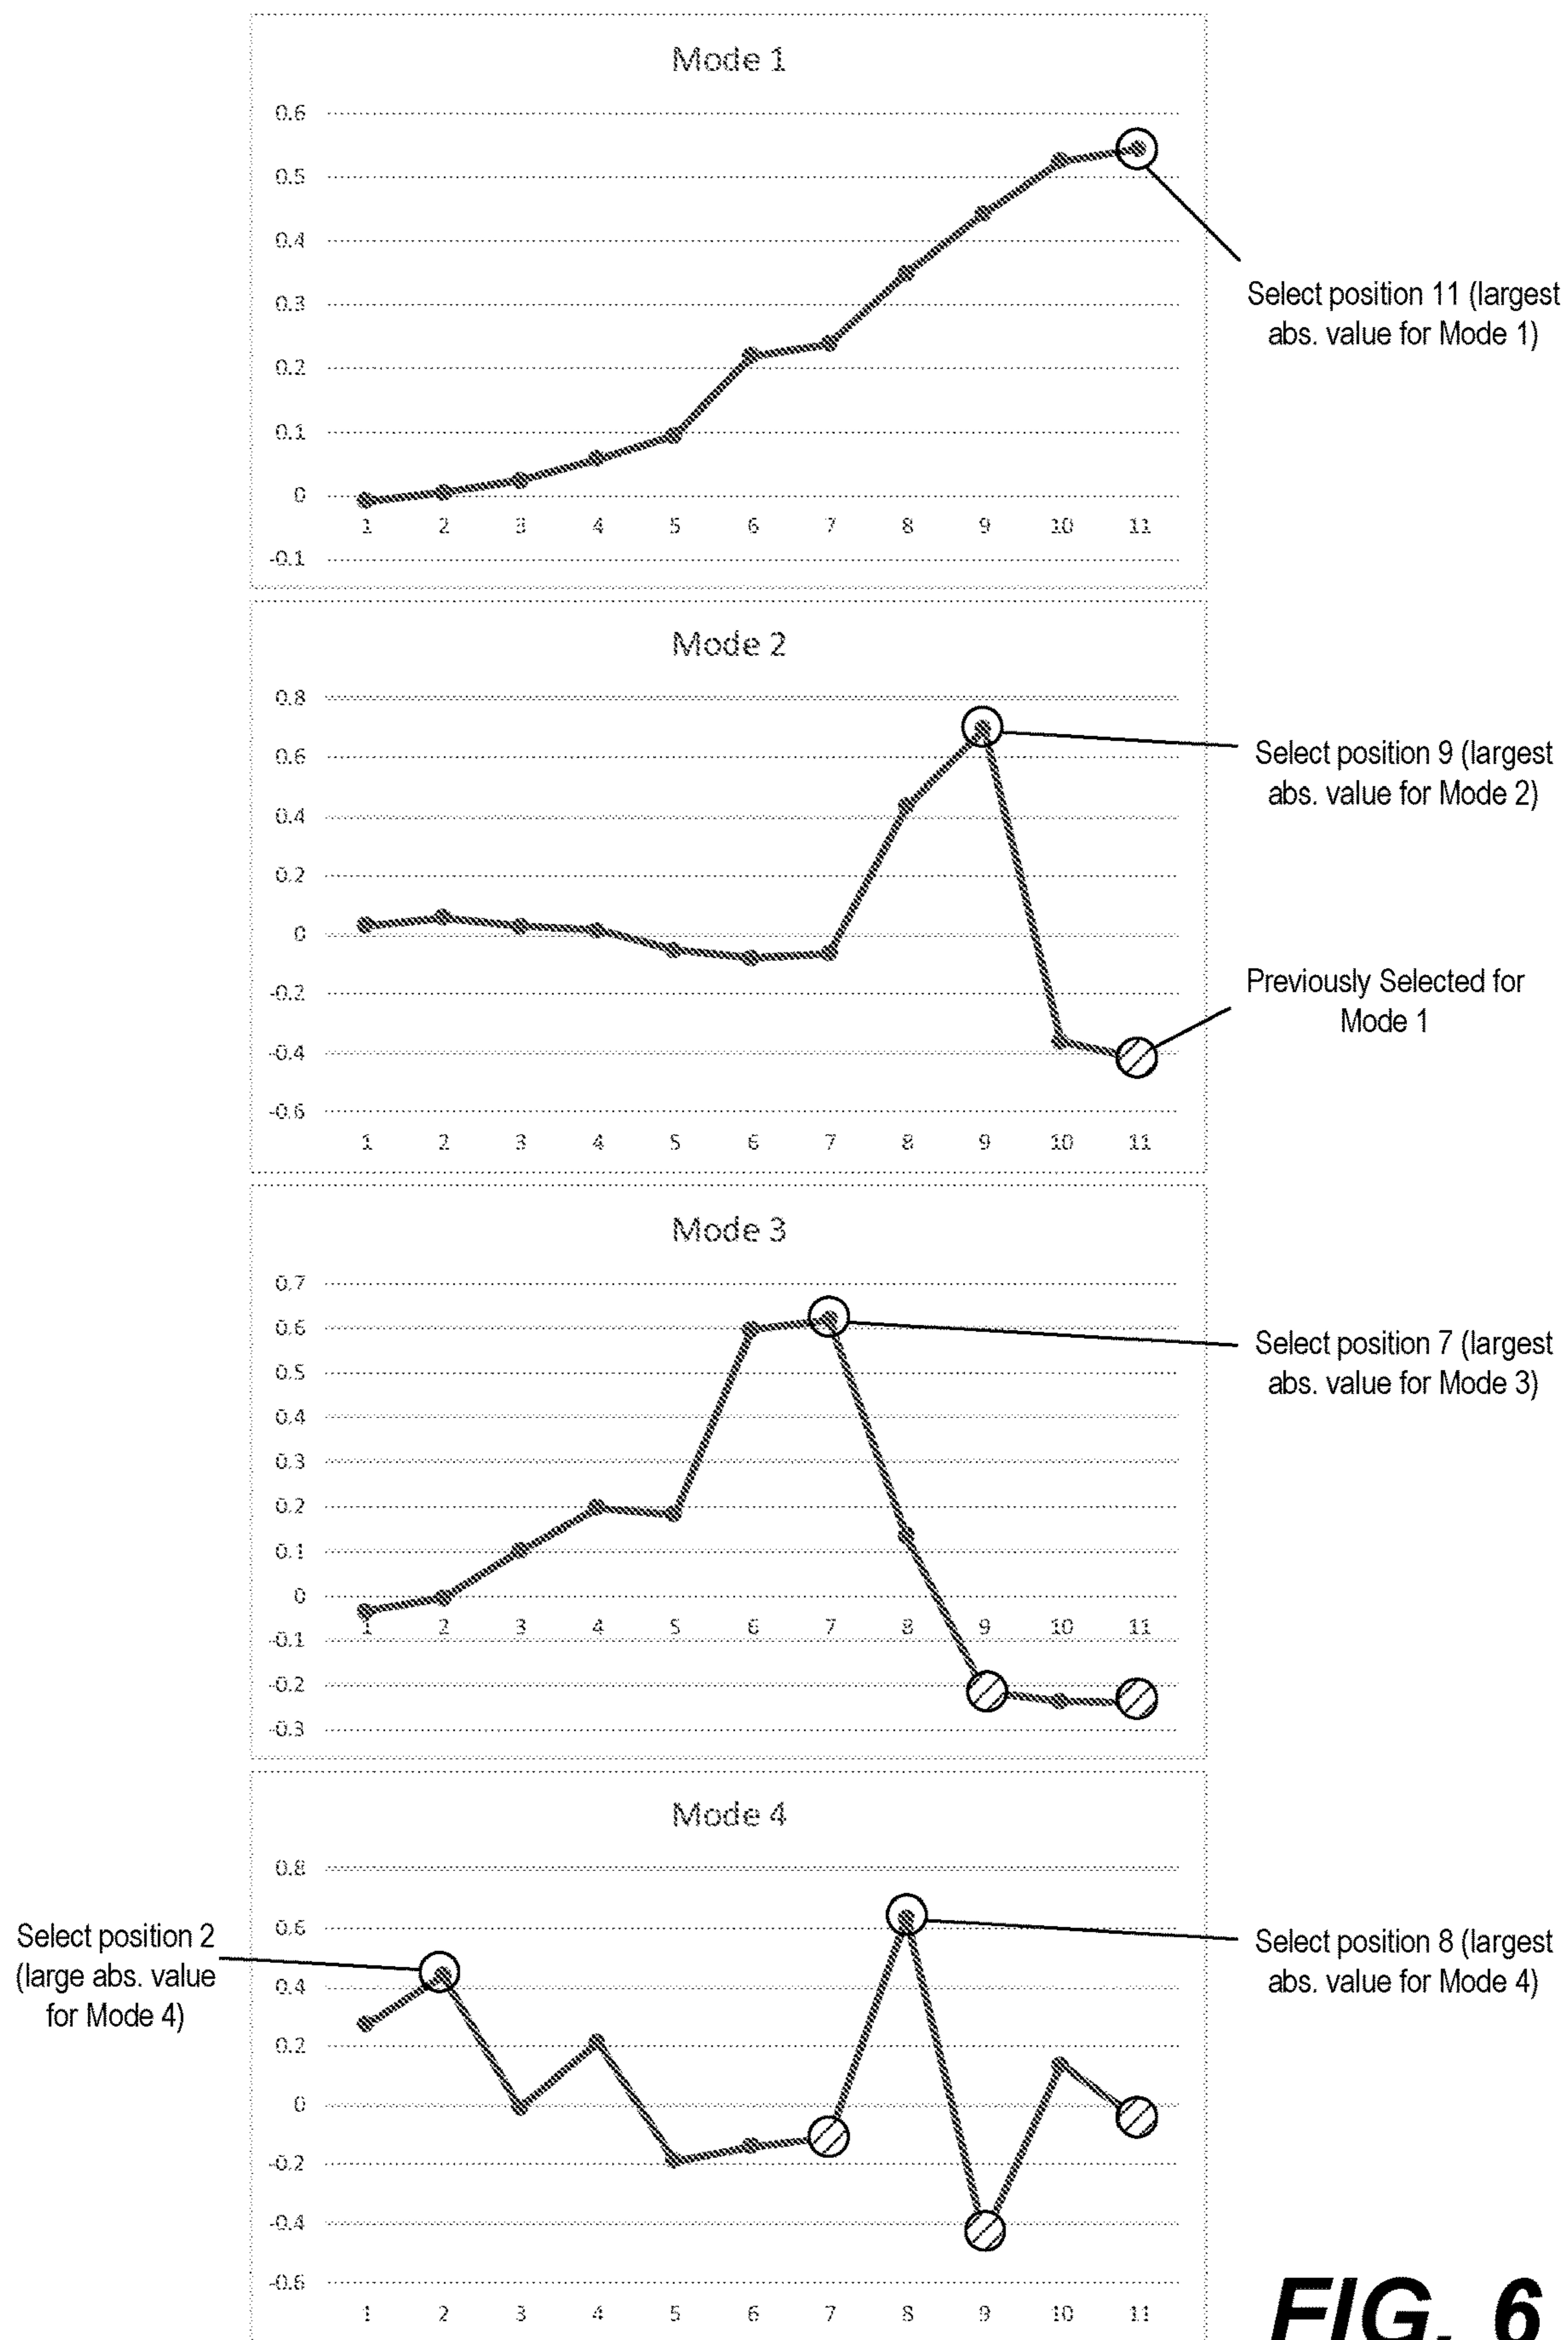 Mode 1
0.6
0.5
0.4
0.3
0.2
0.1
0
1 2 3 4 5 6 7 8 9 10 11
-0.1
Select position 11 (largest
abs. value for Mode 1)
Mode 2
0.8
0.6
0.4
0.2
0
-0.2
-0.4
-0.6
1 2 3 4 5 6 7 8 9 10 11
Select position 9 (largest
abs. value for Mode 2)
Previously Selected for
Mode 1
Mode 3
0.7
0.6
0.5
0.4
0.3
0.2
0.1
0
1 2 3 4 5 6 7 8 9 10 11
-0.1
-0.2
-0.3
Select position 7 (largest
abs. value for Mode 3)
Mode 4
0.8
0.6
0.4
0.2
0
-0.2
-0.4
-0.6
1 2 3 4 5 6 7 8 9 10 11
Select position 2
(large abs. value
for Mode 4)
Select position 8 (largest
abs. value for Mode 4)
FIG. 6